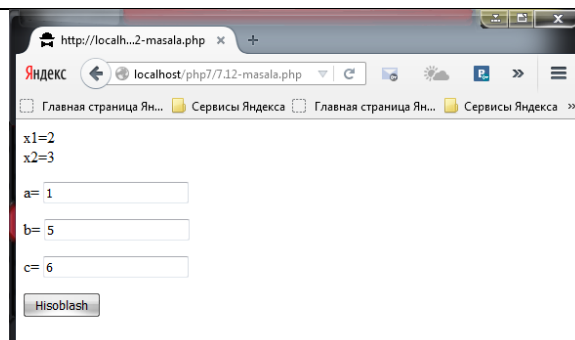 http://localh...2-masala.php
Яндекс localhost/php7/7.12-masala.php
Главная страница Ян... Сервисы Яндекса Главная страница Ян... Сервисы Яндекса »
x1=2
x2=3
a= 1
b= 5
c= 6
Hisoblash